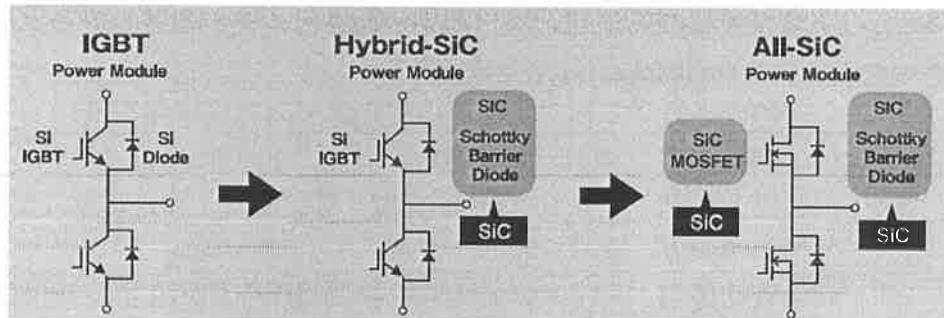 IGBT
Power Module
SI
IGBT
SI
Diode
Hybrid-SiC
Power Module
SI
IGBT
SIC
Schottky
Barrier
Diode
SiC
All-SiC
Power Module
SIC
MOSFET
SiC
SIC
Schottky
Barrier
Diode
SiC